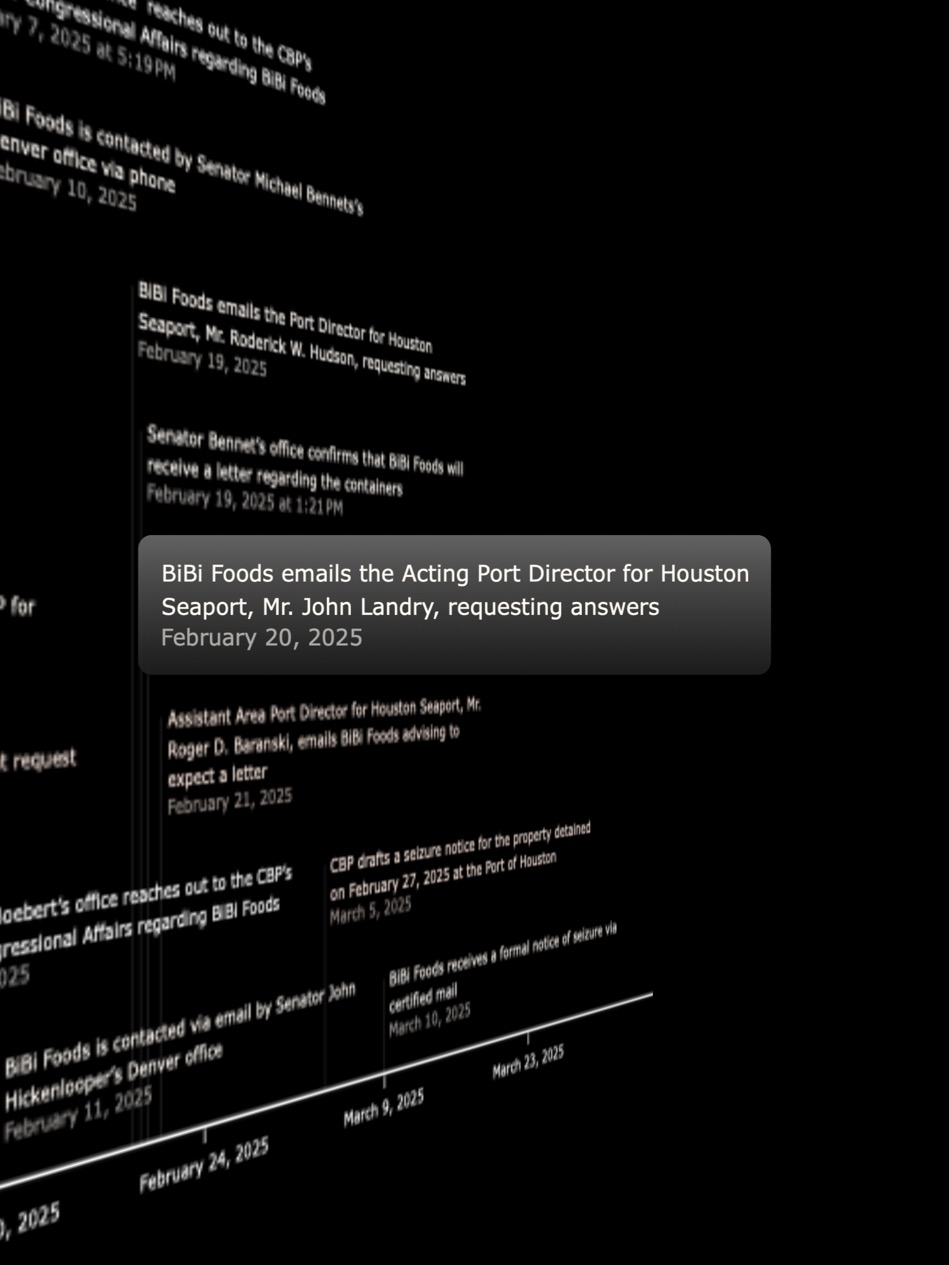 reaches out to the CBP's
Congressional Affairs regarding BiBi Foods
7, 2025 at 5:19 PM
BiBi Foods is contacted by Senator Michael Bennets's
Denver office via phone
February 10, 2025
BiBi Foods emails the Port Director for Houston
Seaport, Mr. Roderick W. Hudson, requesting answers
February 19, 2025
Senator Bennet's office confirms that BiBi Foods will
receive a letter regarding the containers
February 19, 2025 at 1:21 PM
BiBi Foods emails the Acting Port Director for Houston
Seaport, Mr. John Landry, requesting answers
February 20, 2025
for
Assistant Area Port Director for Houston Seaport, Mr.
Roger D. Baranski, emails BiBi Foods advising to
expect a letter
February 21, 2025
request
CBP drafts a seizure notice for the property detained
on February 27, 2025 at the Port of Houston
March 5, 2025
office reaches out to the CBP's
Affairs regarding BiBi Foods
BiBi Foods receives a formal notice of seizure via
certified mail
March 10, 2025
BiBi Foods is contacted via email by Senator John
Hickenlooper's Denver office
February 11, 2025
March 23, 2025
March 9, 2025
February 24, 2025
2025